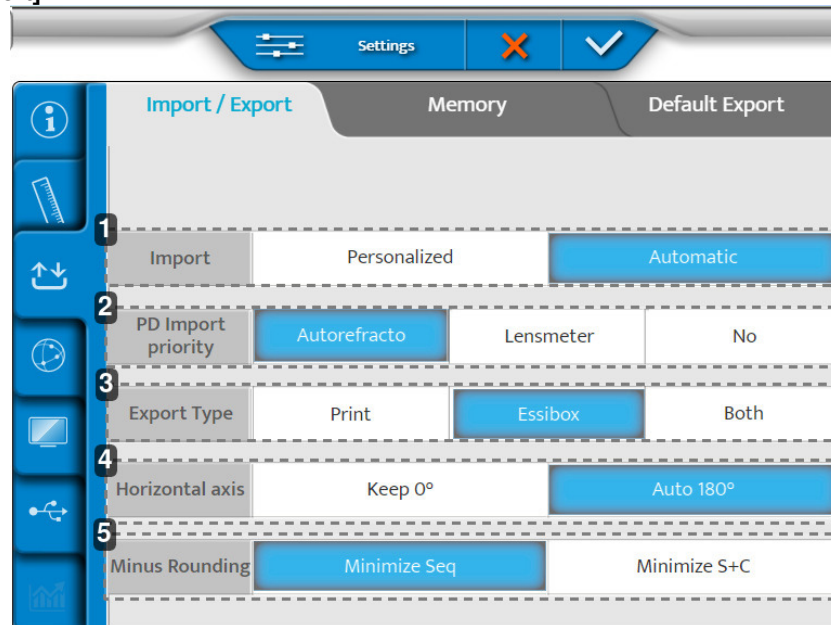 Settings
Import / Export Memory Default Export
1
Import Personalized Automatic
2
PD Import
priority Autorefracto Lensmeter No
3
Export Type Print Essibox Both
4
Horizontal axis Keep 0° Auto 180°
5
Minus Rounding Minimize Seq Minimize S+C